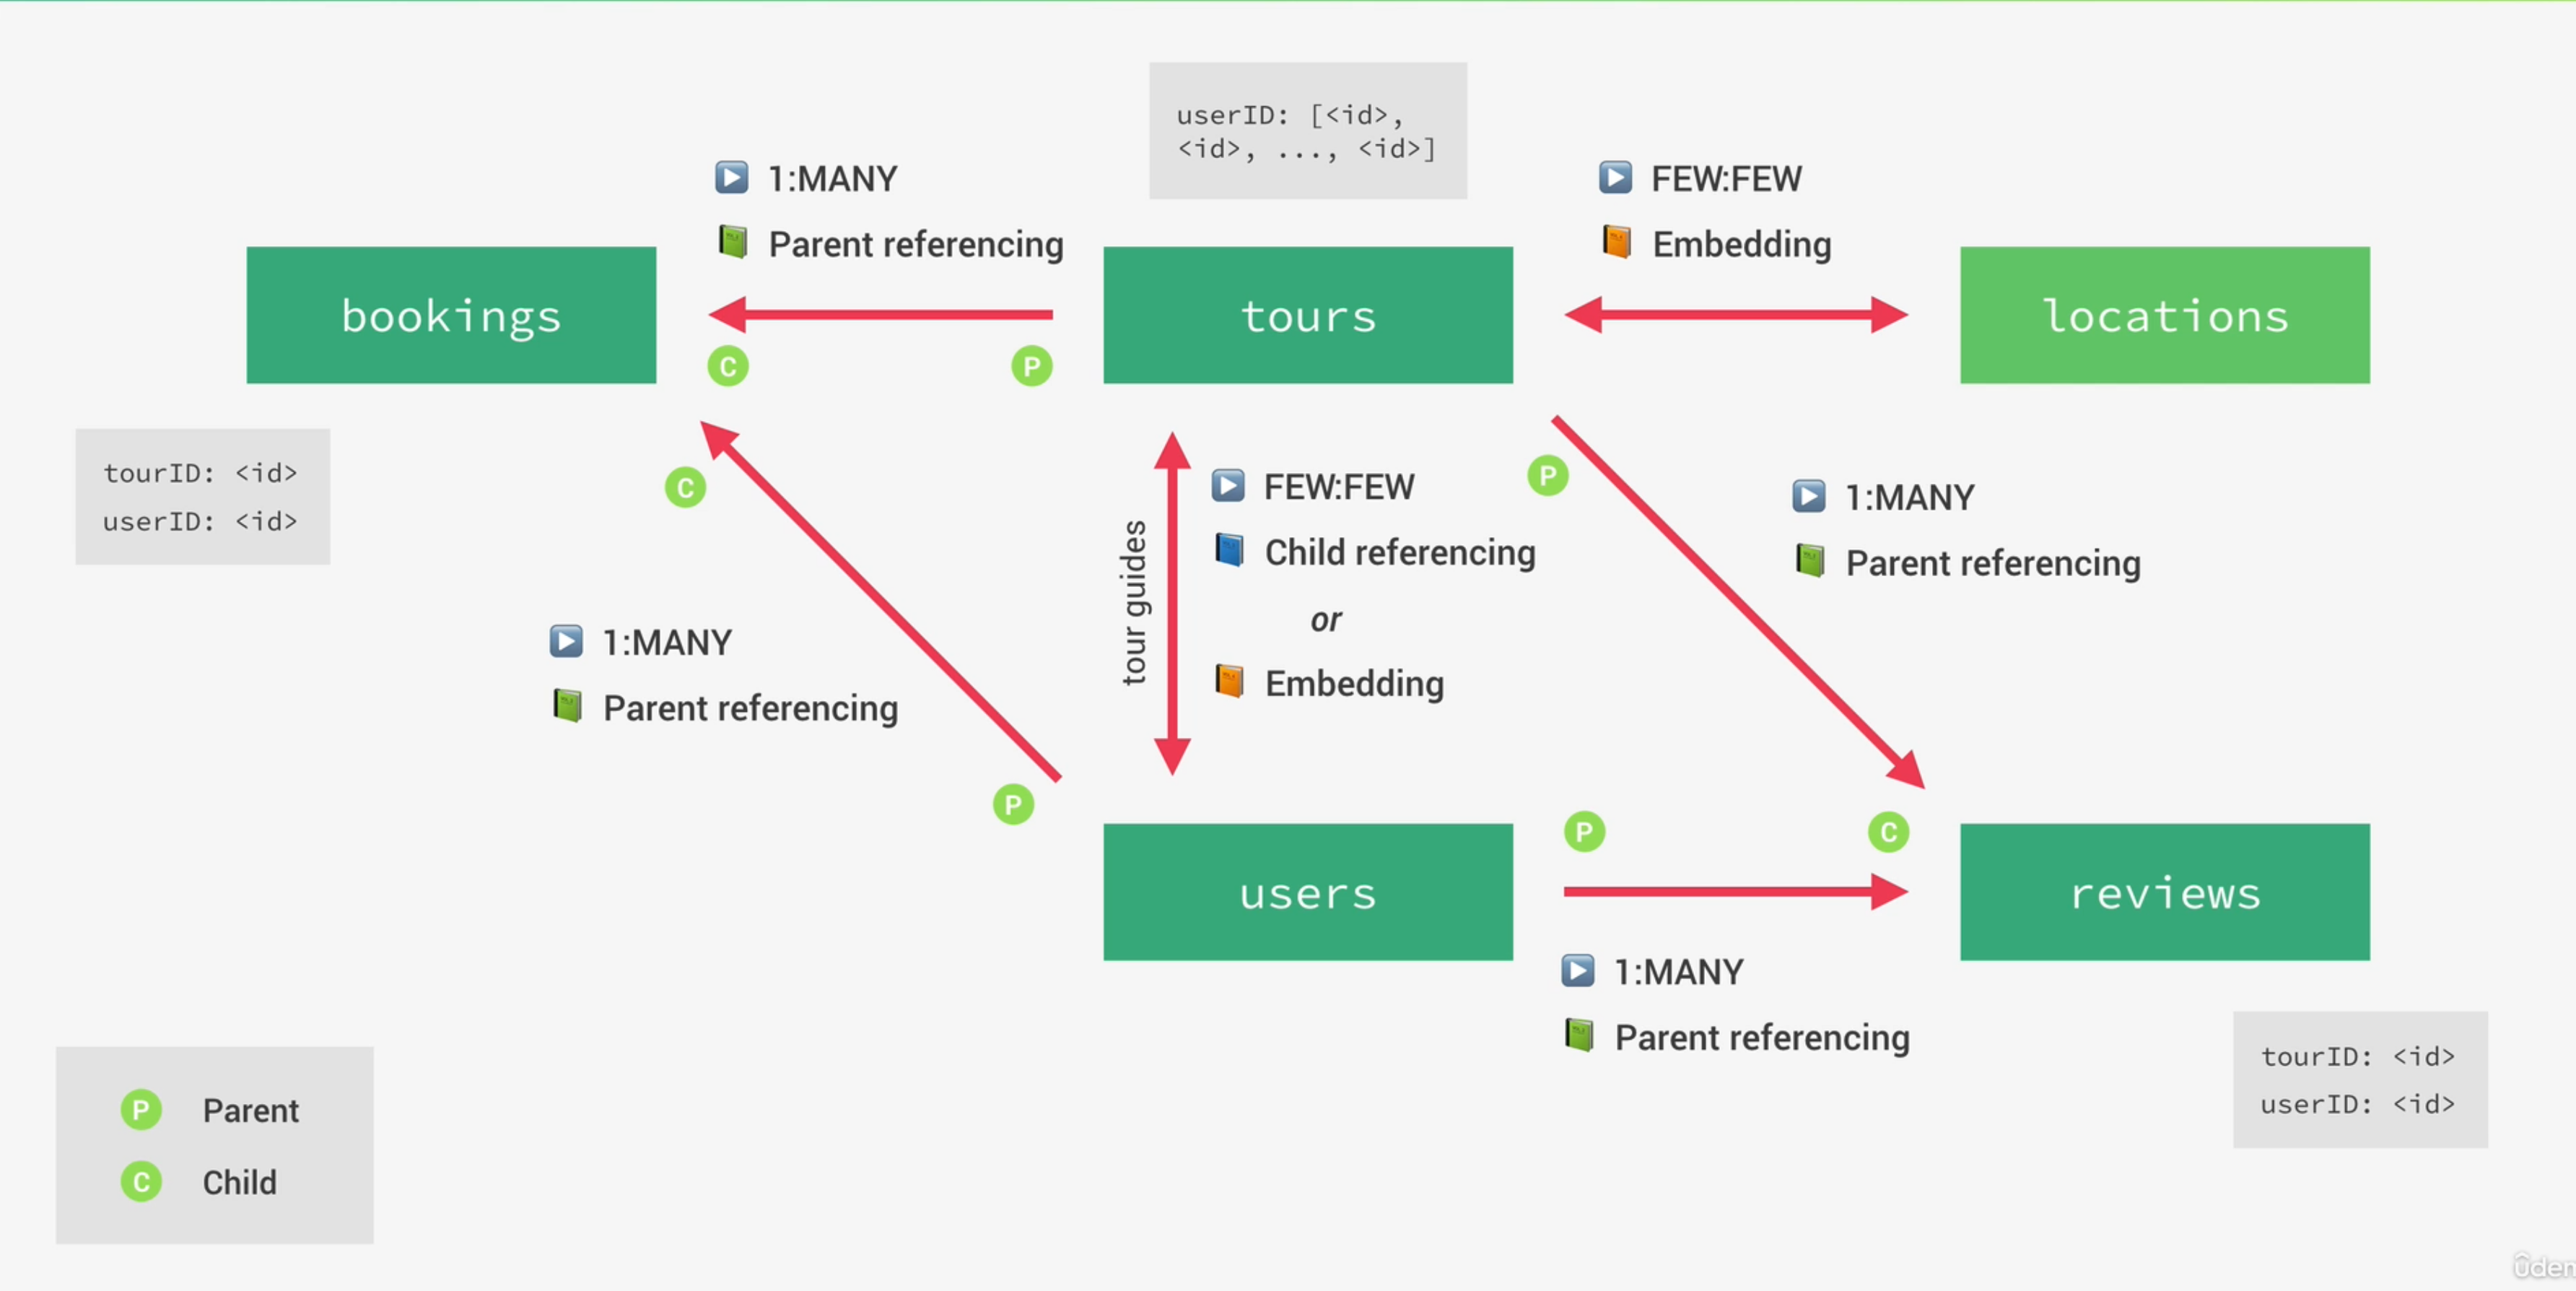 userID: [<id>,
<id>, ..., <id>]
1:MANY
Parent referencing
FEW:FEW
Embedding
bookings
tours
locations
C
P
tourID: <id>
userID: <id>
C
P
tour guides
FEW:FEW
Child referencing
or
Embedding
P
1:MANY
Parent referencing
1:MANY
Parent referencing
P
C
users
reviews
1:MANY
Parent referencing
tourID: <id>
userID: <id>
P Parent
C Child